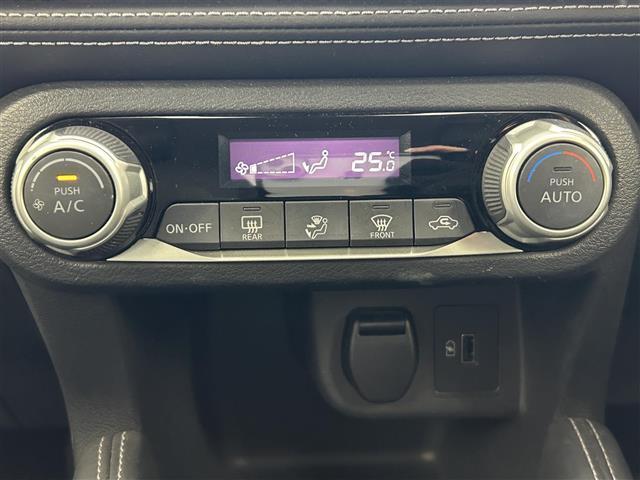 PUSH
A/C
25.0
°C
PUSH
AUTO
ON·OFF
REAR
FRONT